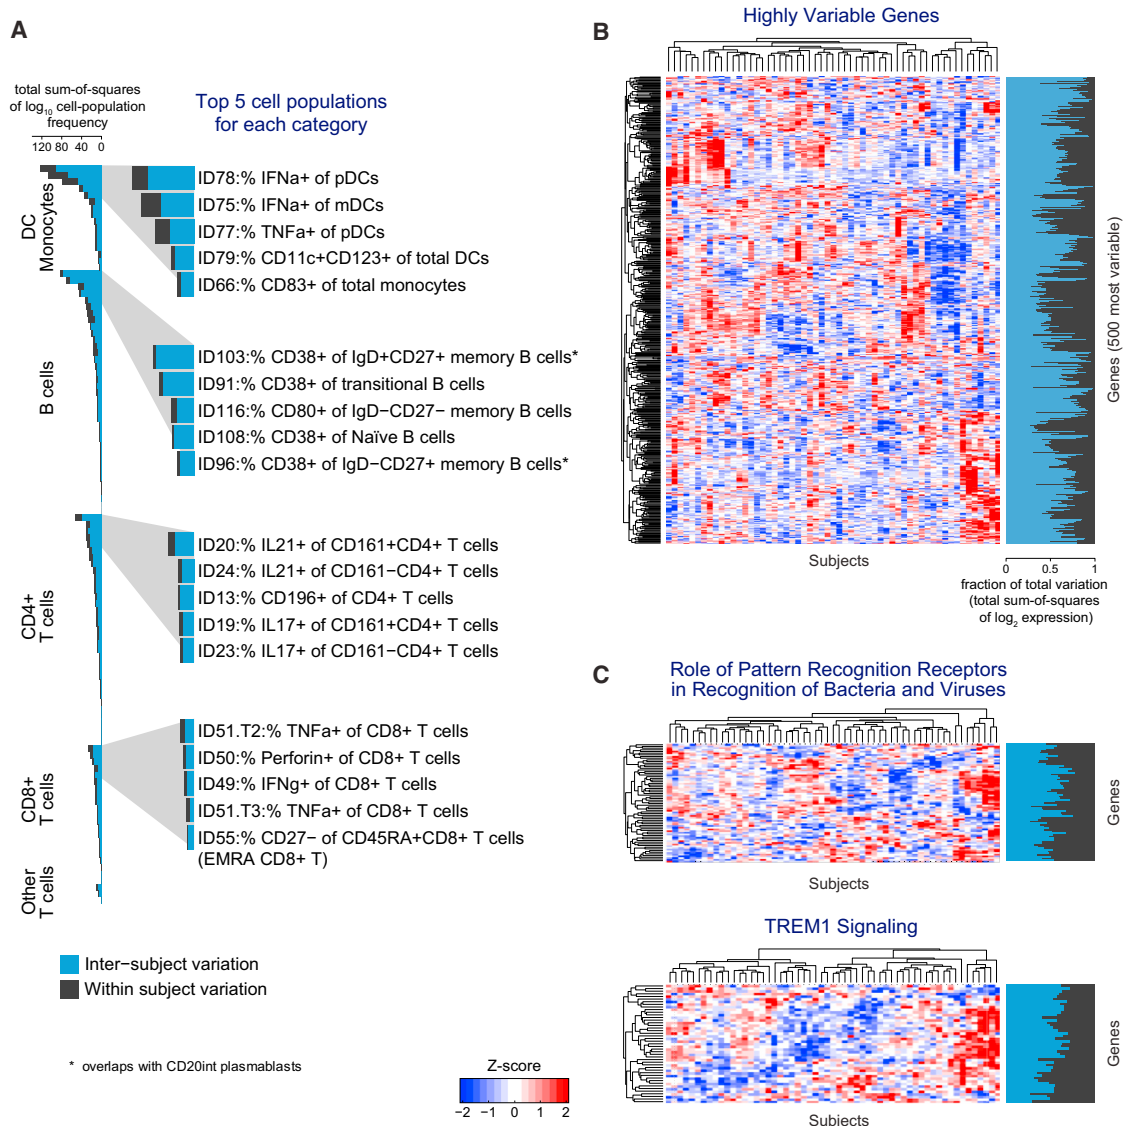 A
total sum-of-squares
of log10 cell-population
frequency
120 80 40 0
Top 5 cell populations
for each category
DC
Monocytes
ID78:% IFNa+ of pDCs
ID75:% IFNa+ of mDCs
ID77:% TNFa+ of pDCs
ID79:% CD11c+CD123+ of total DCs
ID66:% CD83+ of total monocytes
B cells
ID103:% CD38+ of IgD+CD27+ memory B cells*
ID91:% CD38+ of transitional B cells
ID116:% CD80+ of IgD−CD27− memory B cells
ID108:% CD38+ of Naïve B cells
ID96:% CD38+ of IgD−CD27+ memory B cells*
CD4+
T cells
ID20:% IL21+ of CD161+CD4+ T cells
ID24:% IL21+ of CD161−CD4+ T cells
ID13:% CD196+ of CD4+ T cells
ID19:% IL17+ of CD161+CD4+ T cells
ID23:% IL17+ of CD161−CD4+ T cells
CD8+
T cells
ID51.T2:% TNFa+ of CD8+ T cells
ID50:% Perforin+ of CD8+ T cells
ID49:% IFNg+ of CD8+ T cells
ID51.T3:% TNFa+ of CD8+ T cells
ID55:% CD27− of CD45RA+CD8+ T cells
(EMRA CD8+ T)
Other
T cells
Inter−subject variation
Within subject variation
* overlaps with CD20int plasmablasts
Z-score
−2 −1 0 1 2
B
Highly Variable Genes
Genes (500 most variable)
Subjects
0 0.5 1
fraction of total variation
(total sum-of-squares
of log2 expression)
C
Role of Pattern Recognition Receptors
in Recognition of Bacteria and Viruses
Genes
Subjects
TREM1 Signaling
Genes
Subjects